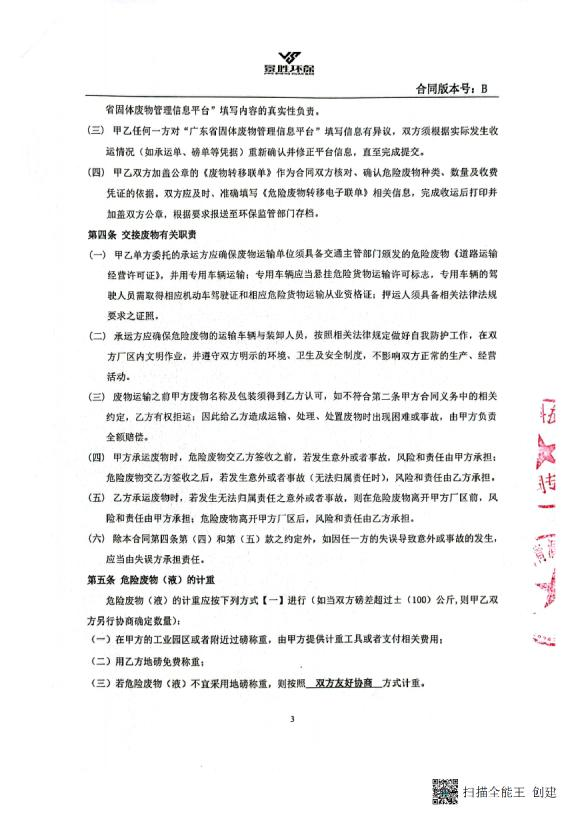 景胜环保
合同版本号：B
省固体废物管理信息平台”填写内容的真实性负责。
(三) 甲乙任何一方对“广东省固体废物管理信息平台”填写信息有异议，双方须根据实际发生收
运情况（如承运单、磅单等凭据）重新确认并修正平台信息，直至完成提交。
(四) 甲乙双方加盖公章的《废物转移联单》作为合同双方核对、确认危险废物种类、数量及收费
凭证的依据。双方应及时、准确填写《危险废物转移电子联单》相关信息，完成收运后打印并
加盖双方公章，根据要求报送至环保监管部门存档。
第四条 交接废物有关职责
(一) 甲乙单方委托的承运方应确保废物运输单位须具备交通主管部门颁发的危险废物《道路运输
经营许可证》，并用专用车辆运输；专用车辆应当悬挂危险货物运输许可标志，专用车辆的驾
驶人员需取得相应机动车驾驶证和相应危险货物运输从业资格证；押运人须具备相关法律法规
要求之证照。
(二) 承运方应确保危险废物的运输车辆与装卸人员，按照相关法律规定做好自我防护工作，在双
方厂区内文明作业，并遵守双方明示的环境、卫生及安全制度，不影响双方正常的生产、经营
活动。
(三) 废物运输之前甲方废物名称及包装须得到乙方认可，如不符合第二条甲方合同义务中的相关
约定，乙方有权拒运；因此给乙方造成运输、处理、处置废物时出现困难或事故，由甲方负责
全额赔偿。
(四) 甲方承运废物时，危险废物交乙方签收之前，若发生意外或者事故，风险和责任由甲方承担；
危险废物交乙方签收之后，若发生意外或者事故（无法归属责任时），风险和责任由乙方承担。
(五) 乙方承运废物时，若发生无法归属责任之意外或者事故，则在危险废物离开甲方厂区前，风
险和责任由甲方承担；危险废物离开甲方厂区后，风险和责任由乙方承担。
(六) 除本合同第四条第（四）和第（五）款之约定外，如因任一方的失误导致意外或事故的发生，
应当由失误方承担责任。
第五条 危险废物（液）的计重
危险废物（液）的计重应按下列方式【一】进行（如当双方磅差超过±（100）公斤，则甲乙双
方另行协商确定数量）：
(一）在甲方的工业园区或者附近过磅称重，由甲方提供计重工具或者支付相关费用；
(二）用乙方地磅免费称重；
(三）若危险废物（液）不宜采用地磅称重，则按照 双方友好协商 方式计重。
3
扫描全能王 创建